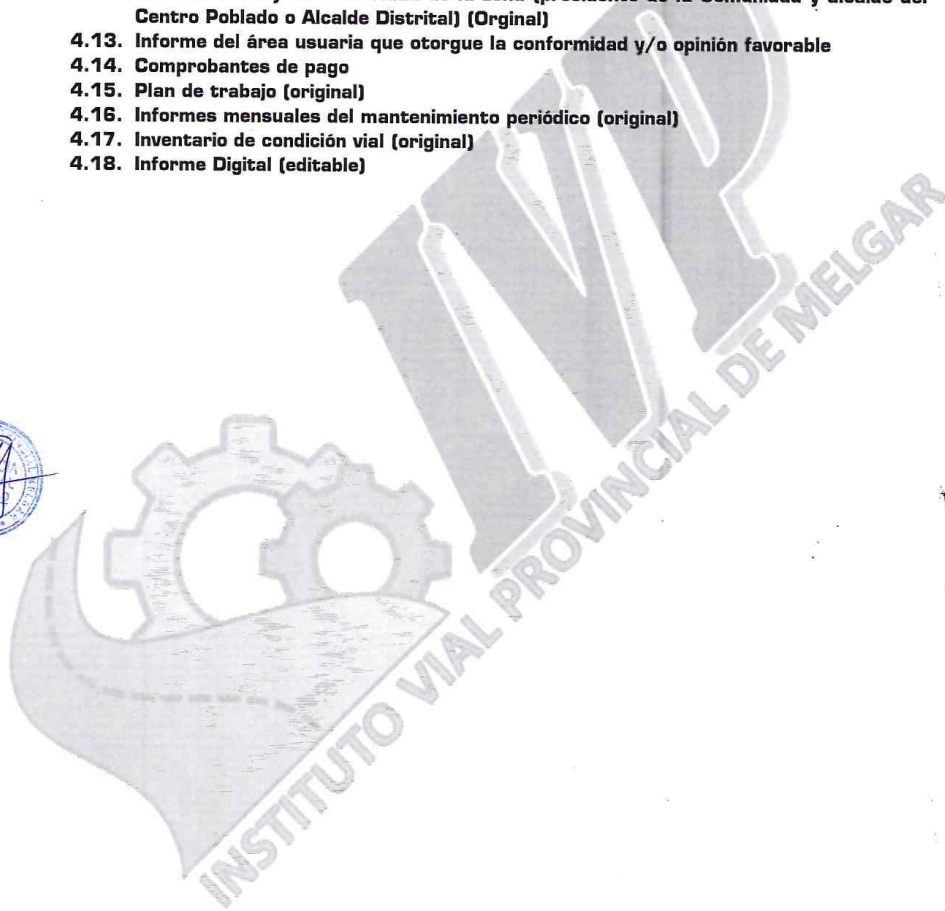 Centro Poblado o Alcalde Distrital) (Orginal)
4.13. Informe del área usuaria que otorgue la conformidad y/o opinión favorable
4.14. Comprobantes de pago
4.15. Plan de trabajo (original)
4.16. Informes mensuales del mantenimiento periódico (original)
4.17. Inventario de condición vial (original)
4.18. Informe Digital (editable)
IVP
INSTITUTO VIAL PROVINCIAL DE MELGAR